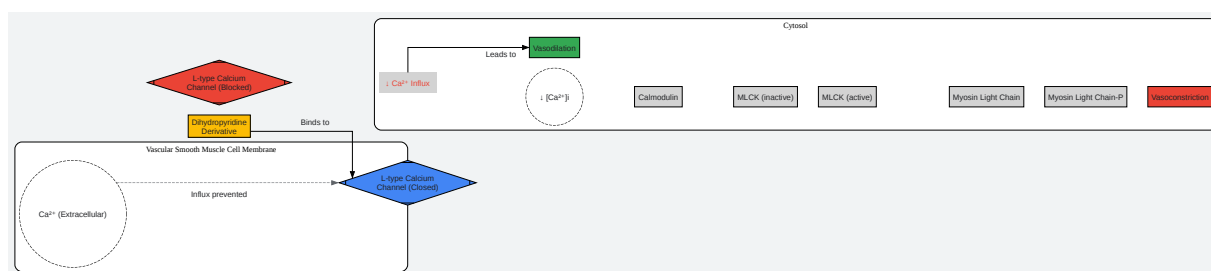 Cytosol
Leads to
Vasodilation
↓ Ca²⁺ Influx
↓ [Ca²⁺]i
Calmodulin
MLCK (inactive)
MLCK (active)
Myosin Light Chain
Myosin Light Chain-P
Vasoconstriction
L-type Calcium
Channel (Blocked)
Dihydropyridine
Derivative
Binds to
Vascular Smooth Muscle Cell Membrane
L-type Calcium
Channel (Closed)
Influx prevented
Ca²⁺ (Extracellular)